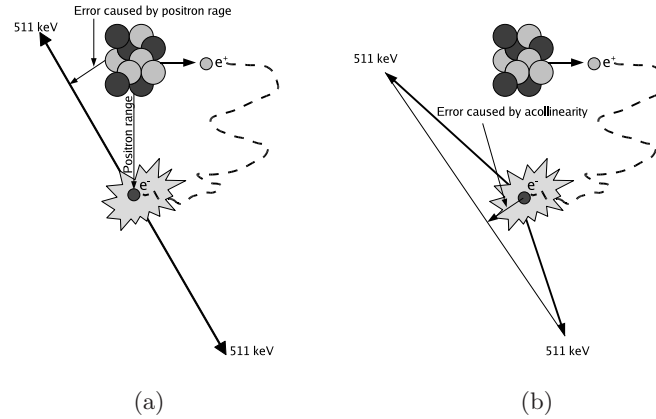 Error caused by positron rage
511 keV
e⁺
Positron range
e⁻
511 keV
(a)
511 keV
e⁺
Error caused by acollinearity
e⁻
511 keV
(b)